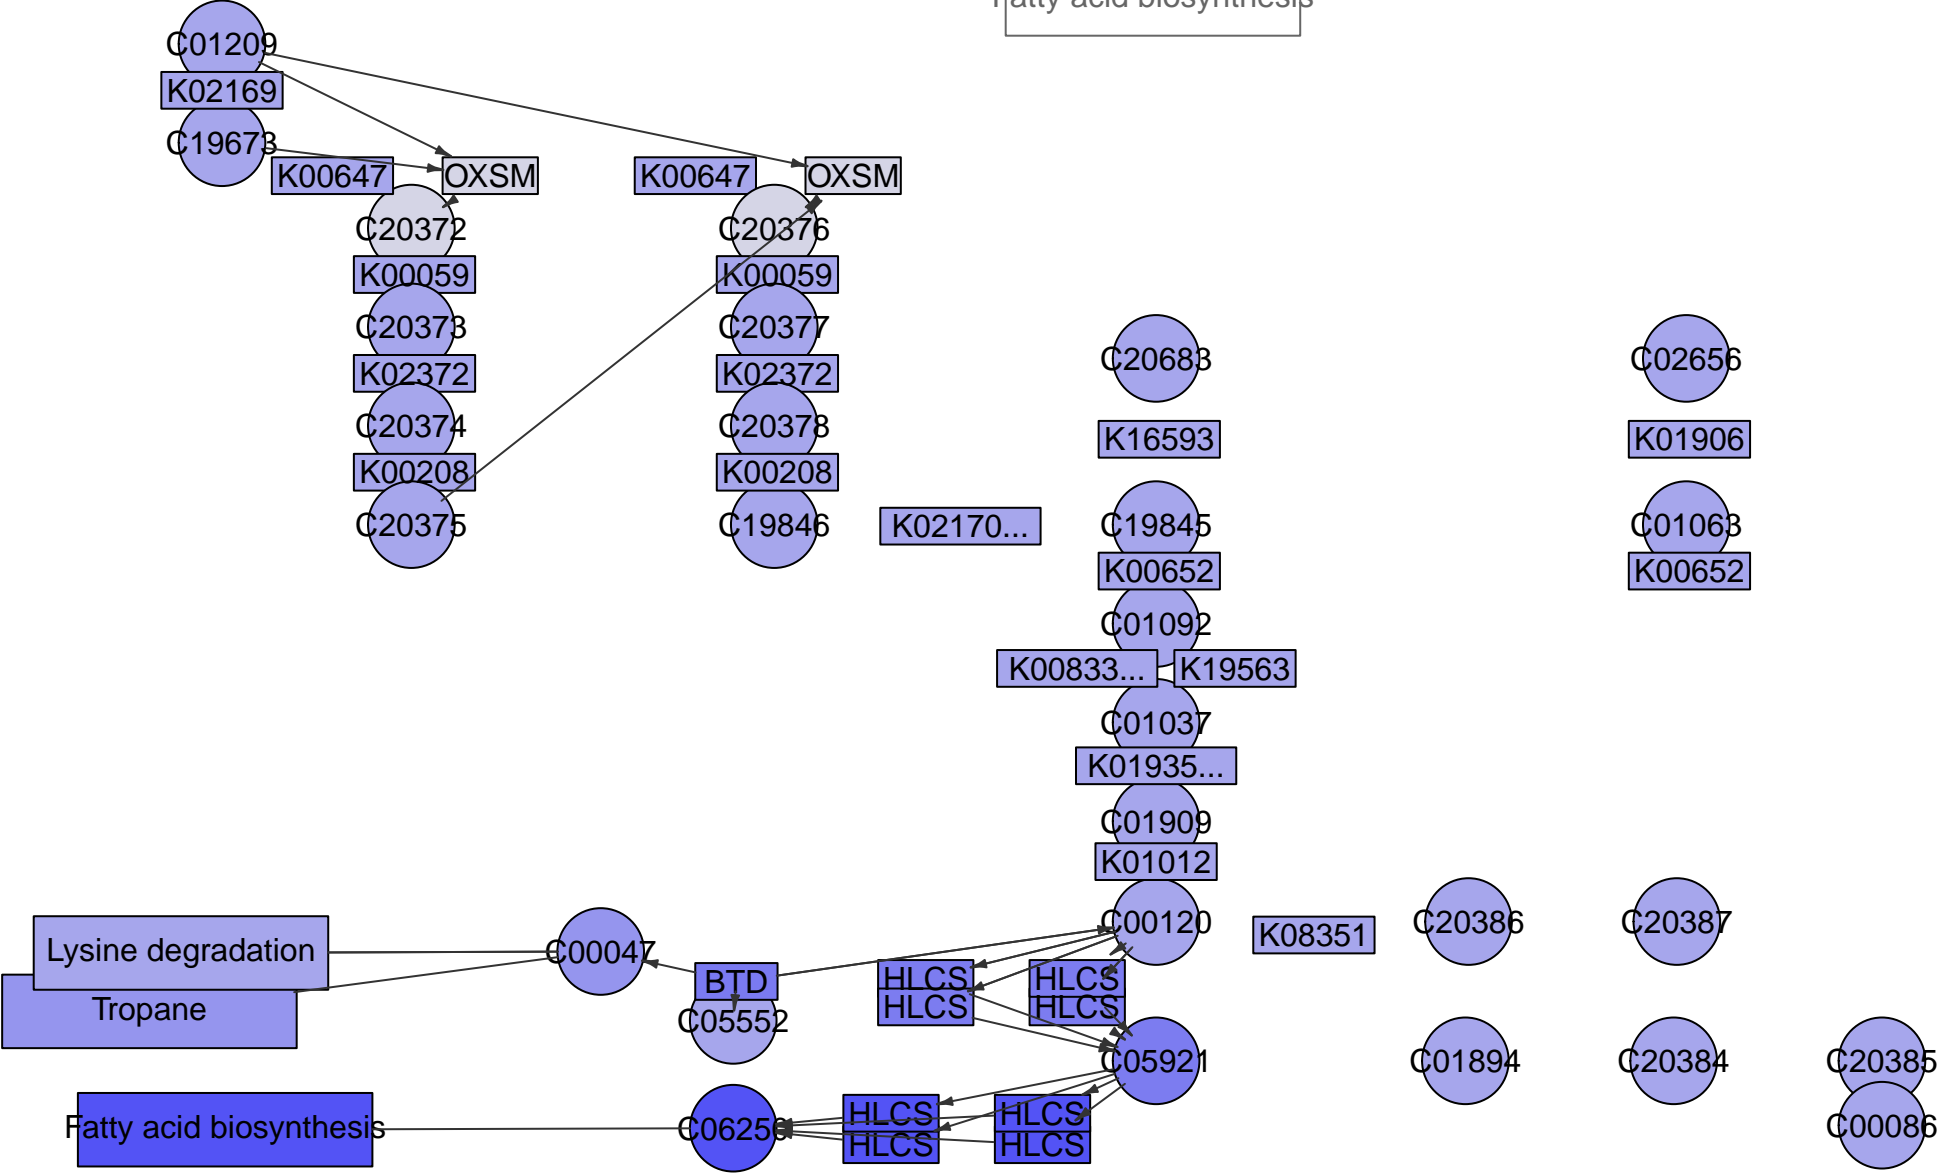 Fatty acid biosynthesis
C01209
K02169
C19673
K00647
OXSM
K00647
OXSM
C20372
C20376
K00059
K00059
C20373
C20377
C20683
C02656
K02372
K02372
C20374
C20378
K16593
K01906
K00208
K00208
C20375
C19846
K02170...
C19845
C01063
K00652
K00652
C01092
K00833...
K19563
C01037
K01935...
C01909
K01012
C00120
K08351
C20386
C20387
Lysine degradation
C00047
BTD
HLCS
HLCS
Tropane
HLCS
HLCS
C05552
C05921
C01894
C20384
C20385
Fatty acid biosynthesis
C06250
HLCS
HLCS
C00086
HLCS
HLCS